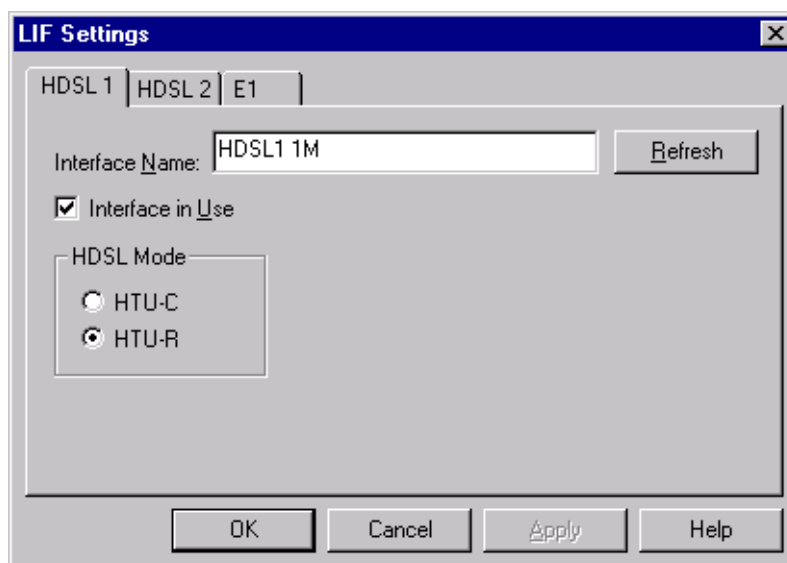 LIF Settings
HDSL 1 HDSL 2 E1
Interface Name: HDSL1 1M Refresh
Interface in Use
HDSL Mode
HTU-C
HTU-R
OK Cancel Apply Help